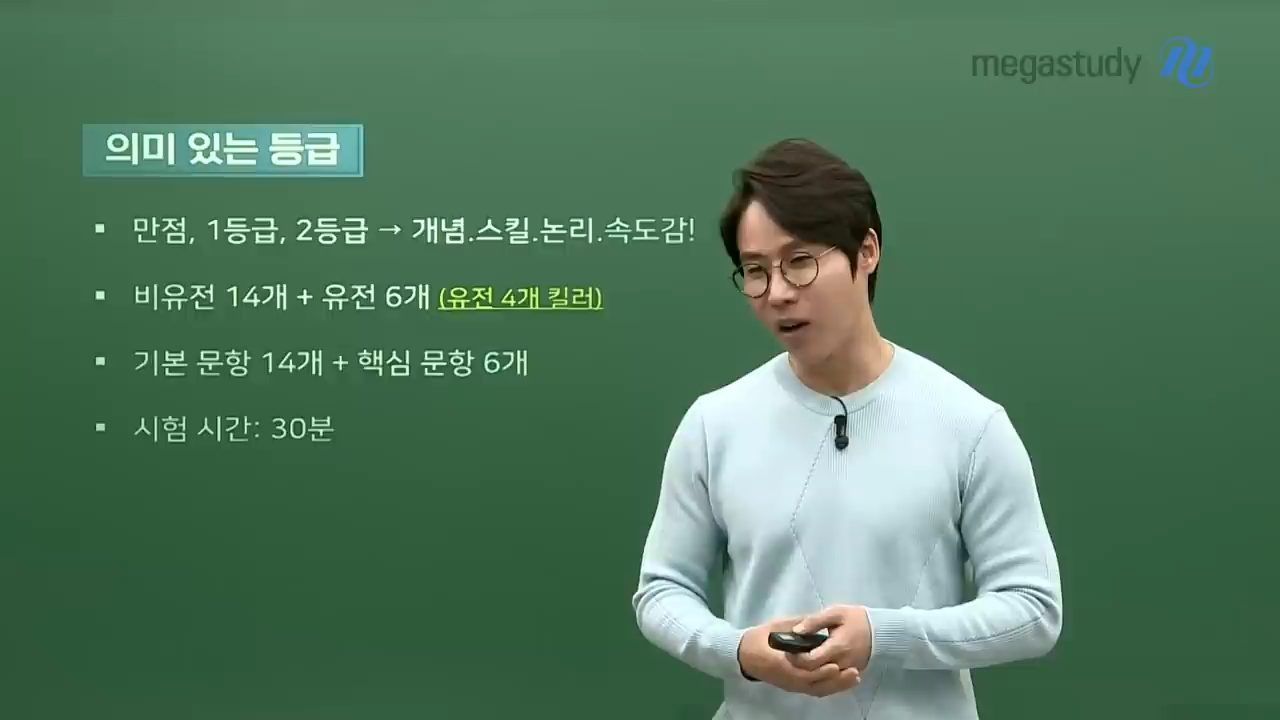 megastudy
의미 있는 등급
▪ 만점, 1등급, 2등급 → 개념.스킬.논리.속도감!
▪ 비유전 14개 + 유전 6개 (유전 4개 킬러)
▪ 기본 문항 14개 + 핵심 문항 6개
▪ 시험 시간: 30분